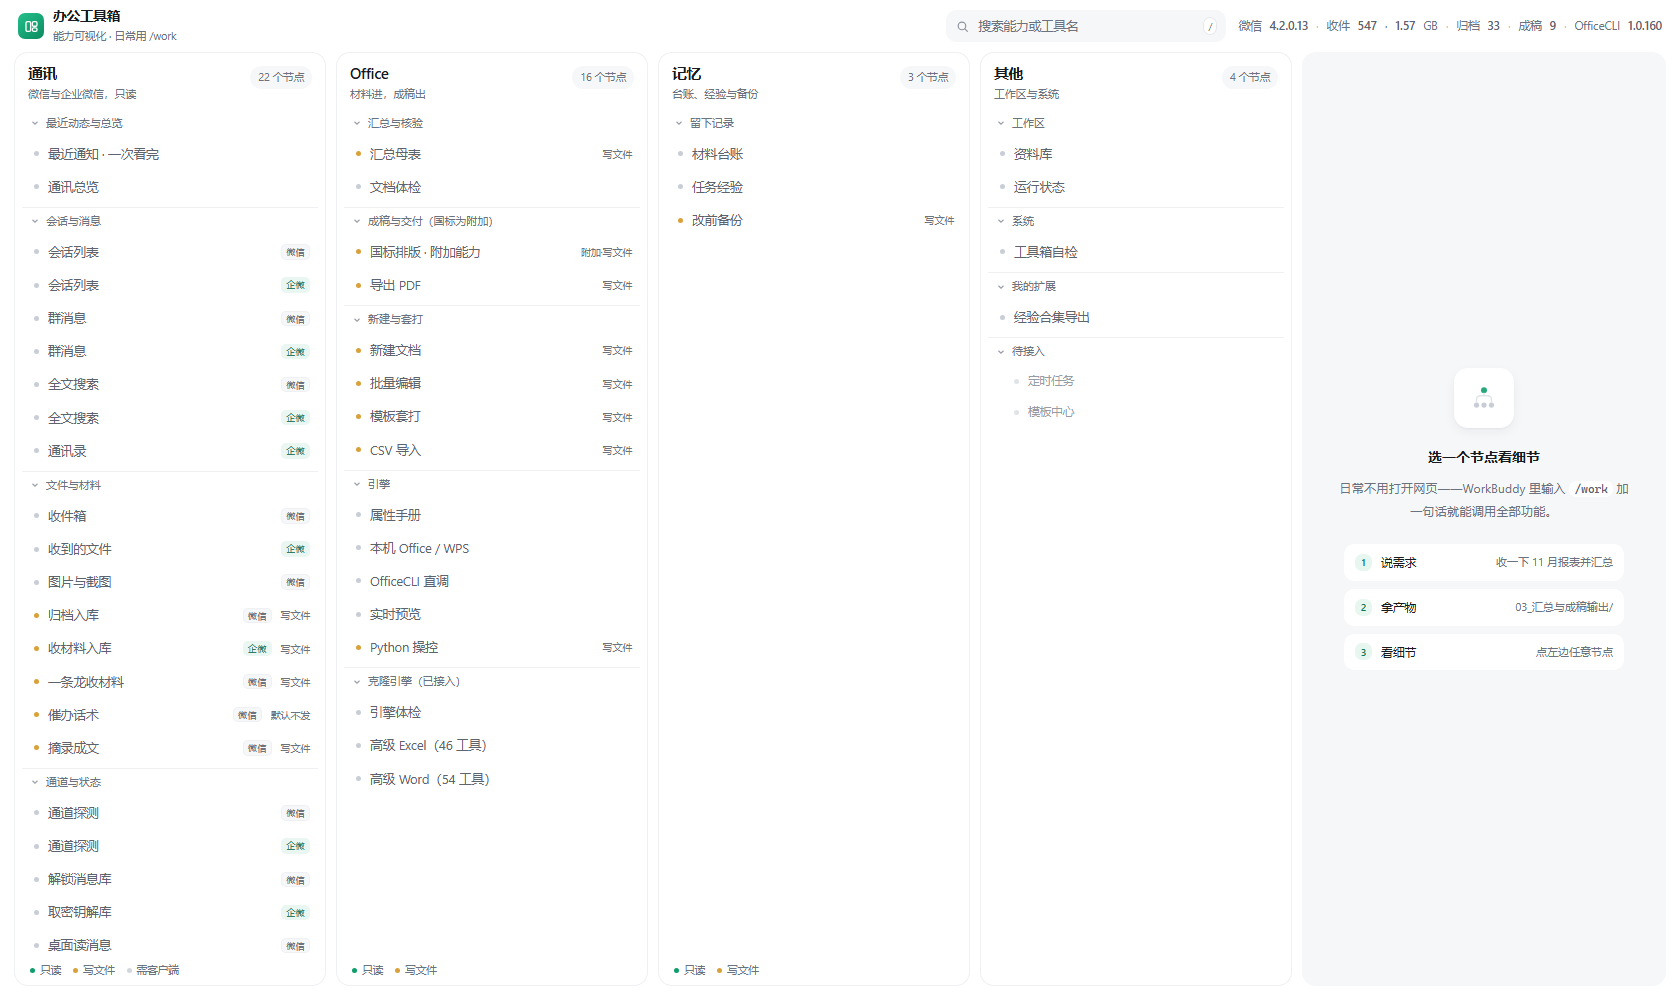 办公工具箱
能力可视化 · 日常用 /work
搜索能力或工具名 /
微信 4.2.0.13 · 收件 547 · 1.57 GB · 归档 33 · 成稿 9 · OfficeCLI 1.0.160
通讯 22 个节点
微信与企业微信，只读
最近动态与总览
最近通知 · 一次看完
通讯总览
会话与消息
会话列表 微信
会话列表 企微
群消息 微信
群消息 企微
全文搜索 微信
全文搜索 企微
通讯录 企微
文件与材料
收件箱 微信
收到的文件 企微
图片与截图 微信
归档入库 微信 写文件
收材料入库 企微 写文件
一条龙收材料 微信 写文件
催办话术 微信 默认不发
摘录成文 微信 写文件
通道与状态
通道探测 微信
通道探测 企微
解锁消息库 微信
取密钥解库 企微
桌面读消息 微信
只读 写文件 需客户端
Office 16 个节点
材料进，成稿出
汇总与核验
汇总母表 写文件
文档体检
成稿与交付（国标为附加）
国标排版 · 附加能力 附加·写文件
导出 PDF 写文件
新建与套打
新建文档 写文件
批量编辑 写文件
模板套打 写文件
CSV 导入 写文件
引擎
属性手册
本机 Office / WPS
OfficeCLI 直调
实时预览
Python 操控 写文件
克隆引擎（已接入）
引擎体检
高级 Excel（46 工具）
高级 Word（54 工具）
只读 写文件
记忆 3 个节点
台账、经验与备份
留下记录
材料台账
任务经验
改前备份 写文件
只读 写文件
其他 4 个节点
工作区与系统
工作区
资料库
运行状态
系统
工具箱自检
我的扩展
经验合集导出
待接入
定时任务
模板中心
选一个节点看细节
日常不用打开网页——WorkBuddy 里输入 /work 加
一句话就能调用全部功能。
1 说需求 收一下 11 月报表并汇总
2 拿产物 03_汇总与成稿输出/
3 看细节 点左边任意节点